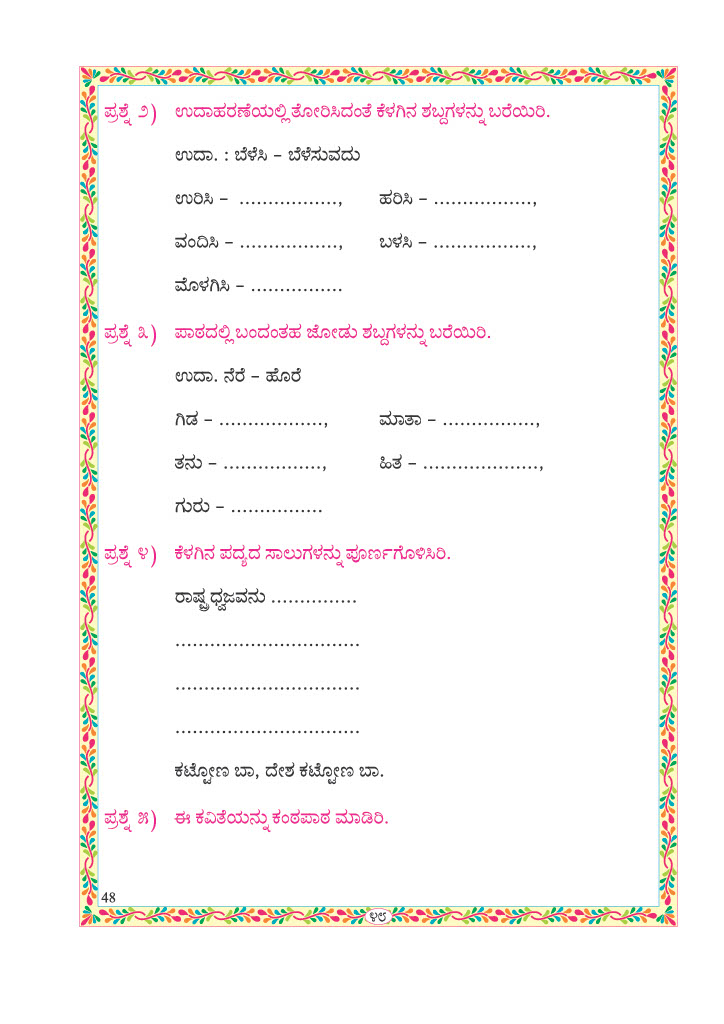 ಪ್ರಶ್ನೆ ೨) ಉದಾಹರಣೆಯಲ್ಲಿ ತೋರಿಸಿದಂತೆ ಕೆಳಗಿನ ಶಬ್ದಗಳನ್ನು ಬರೆಯಿರಿ.
ಉದಾ. : ಬೆಳೆಸಿ – ಬೆಳೆಸುವದು
ಉರಿಸಿ – ................., ಹರಿಸಿ – .................,
ವಂದಿಸಿ – ................., ಬಳಸಿ – .................,
ಮೊಳಗಿಸಿ – ................
ಪ್ರಶ್ನೆ ೩) ಪಾಠದಲ್ಲಿ ಬಂದಂತಹ ಜೋಡು ಶಬ್ದಗಳನ್ನು ಬರೆಯಿರಿ.
ಉದಾ. ನೆರೆ – ಹೊರೆ
ಗಿಡ – .................., ಮಾತಾ – ................,
ತನು – ................., ಹಿತ – ....................,
ಗುರು – ................
ಪ್ರಶ್ನೆ ೪) ಕೆಳಗಿನ ಪದ್ಯದ ಸಾಲುಗಳನ್ನು ಪೂರ್ಣಗೊಳಿಸಿರಿ.
ರಾಷ್ಟ್ರಧ್ವಜವನು ...............
................................
................................
................................
ಕಟ್ಟೋಣ ಬಾ, ದೇಶ ಕಟ್ಟೋಣ ಬಾ.
ಪ್ರಶ್ನೆ ೫) ಈ ಕವಿತೆಯನ್ನು ಕಂಠಪಾಠ ಮಾಡಿರಿ.
48
೪೮